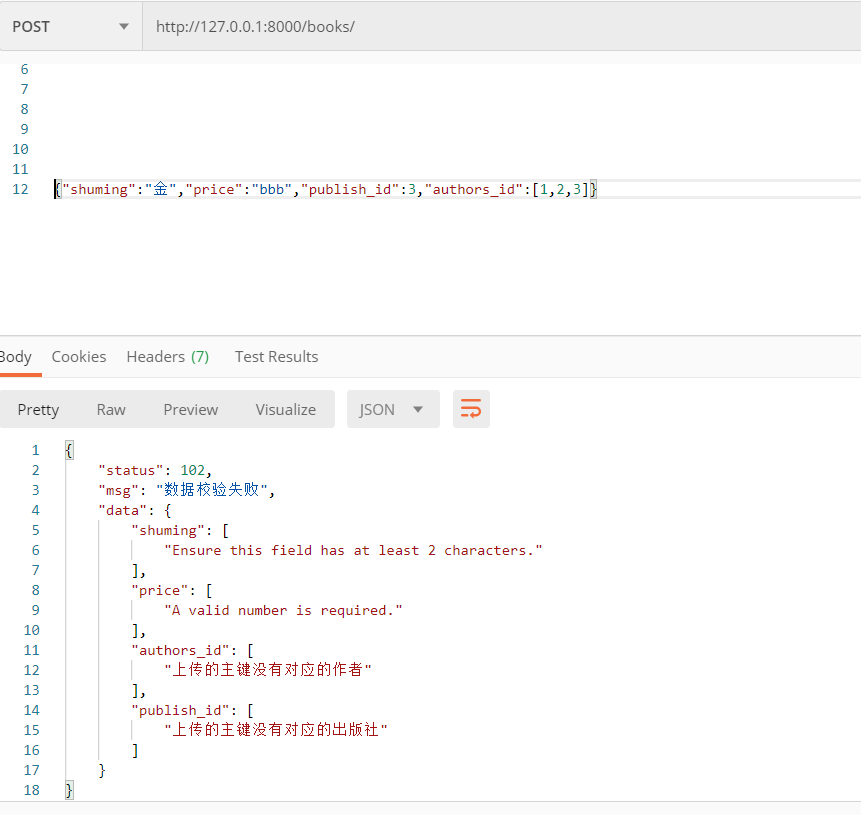 POST http://127.0.0.1:8000/books/
6
7
8
9
10
11
12 {"shuming":"金","price":"bbb","publish_id":3,"authors_id":[1,2,3]}
Body Cookies Headers (7) Test Results
Pretty Raw Preview Visualize JSON
1 {
2 "status": 102,
3 "msg": "数据校验失败",
4 "data": {
5 "shuming": [
6 "Ensure this field has at least 2 characters."
7 ],
8 "price": [
9 "A valid number is required."
10 ],
11 "authors_id": [
12 "上传的主键没有对应的作者"
13 ],
14 "publish_id": [
15 "上传的主键没有对应的出版社"
16 ]
17 }
18 }